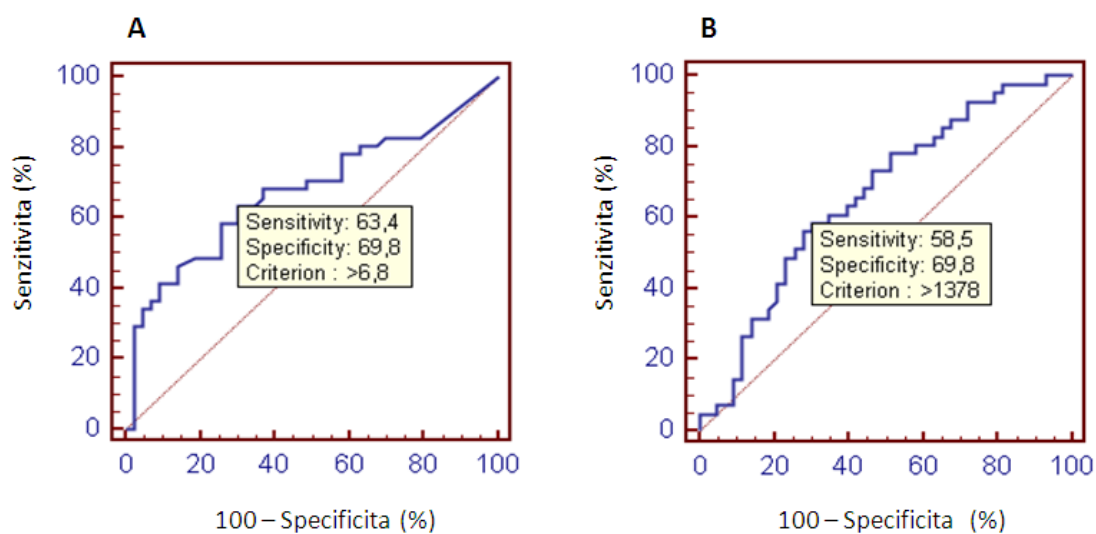 A
100
80
60
40
20
0
Senzitivita (%)
Sensitivity: 63,4
Specificity: 69,8
Criterion : >6,8
0 20 40 60 80 100
100 – Specificita (%)
B
100
80
60
40
20
0
Senzitivita (%)
Sensitivity: 58,5
Specificity: 69,8
Criterion : >1378
0 20 40 60 80 100
100 – Specificita (%)